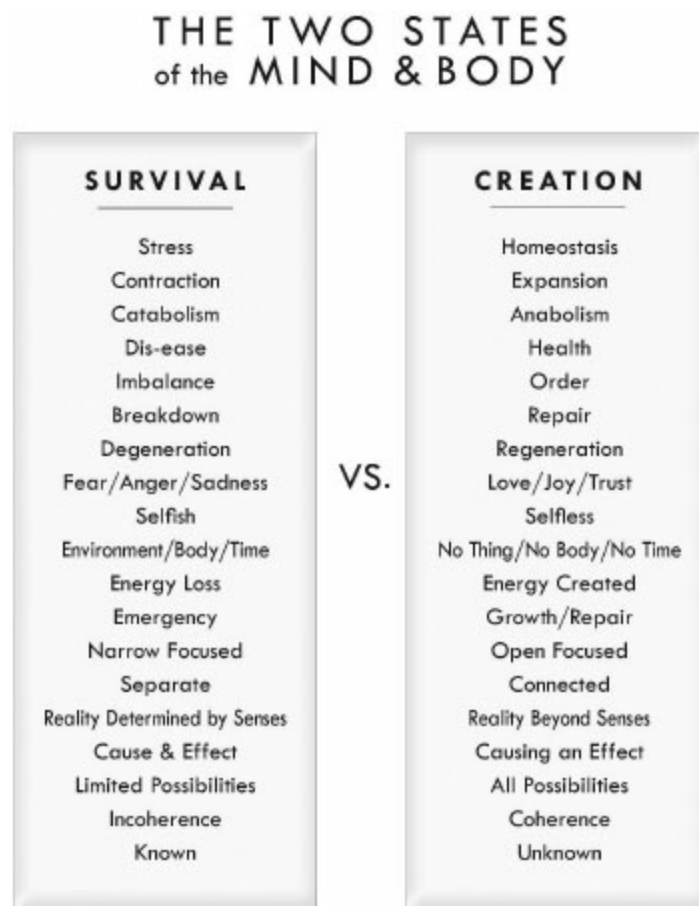 THE TWO STATES
of the MIND & BODY
SURVIVAL
Stress
Contraction
Catabolism
Dis-ease
Imbalance
Breakdown
Degeneration
Fear/Anger/Sadness
Selfish
Environment/Body/Time
Energy Loss
Emergency
Narrow Focused
Separate
Reality Determined by Senses
Cause & Effect
Limited Possibilities
Incoherence
Known
VS.
CREATION
Homeostasis
Expansion
Anabolism
Health
Order
Repair
Regeneration
Love/Joy/Trust
Selfless
No Thing/No Body/No Time
Energy Created
Growth/Repair
Open Focused
Connected
Reality Beyond Senses
Causing an Effect
All Possibilities
Coherence
Unknown